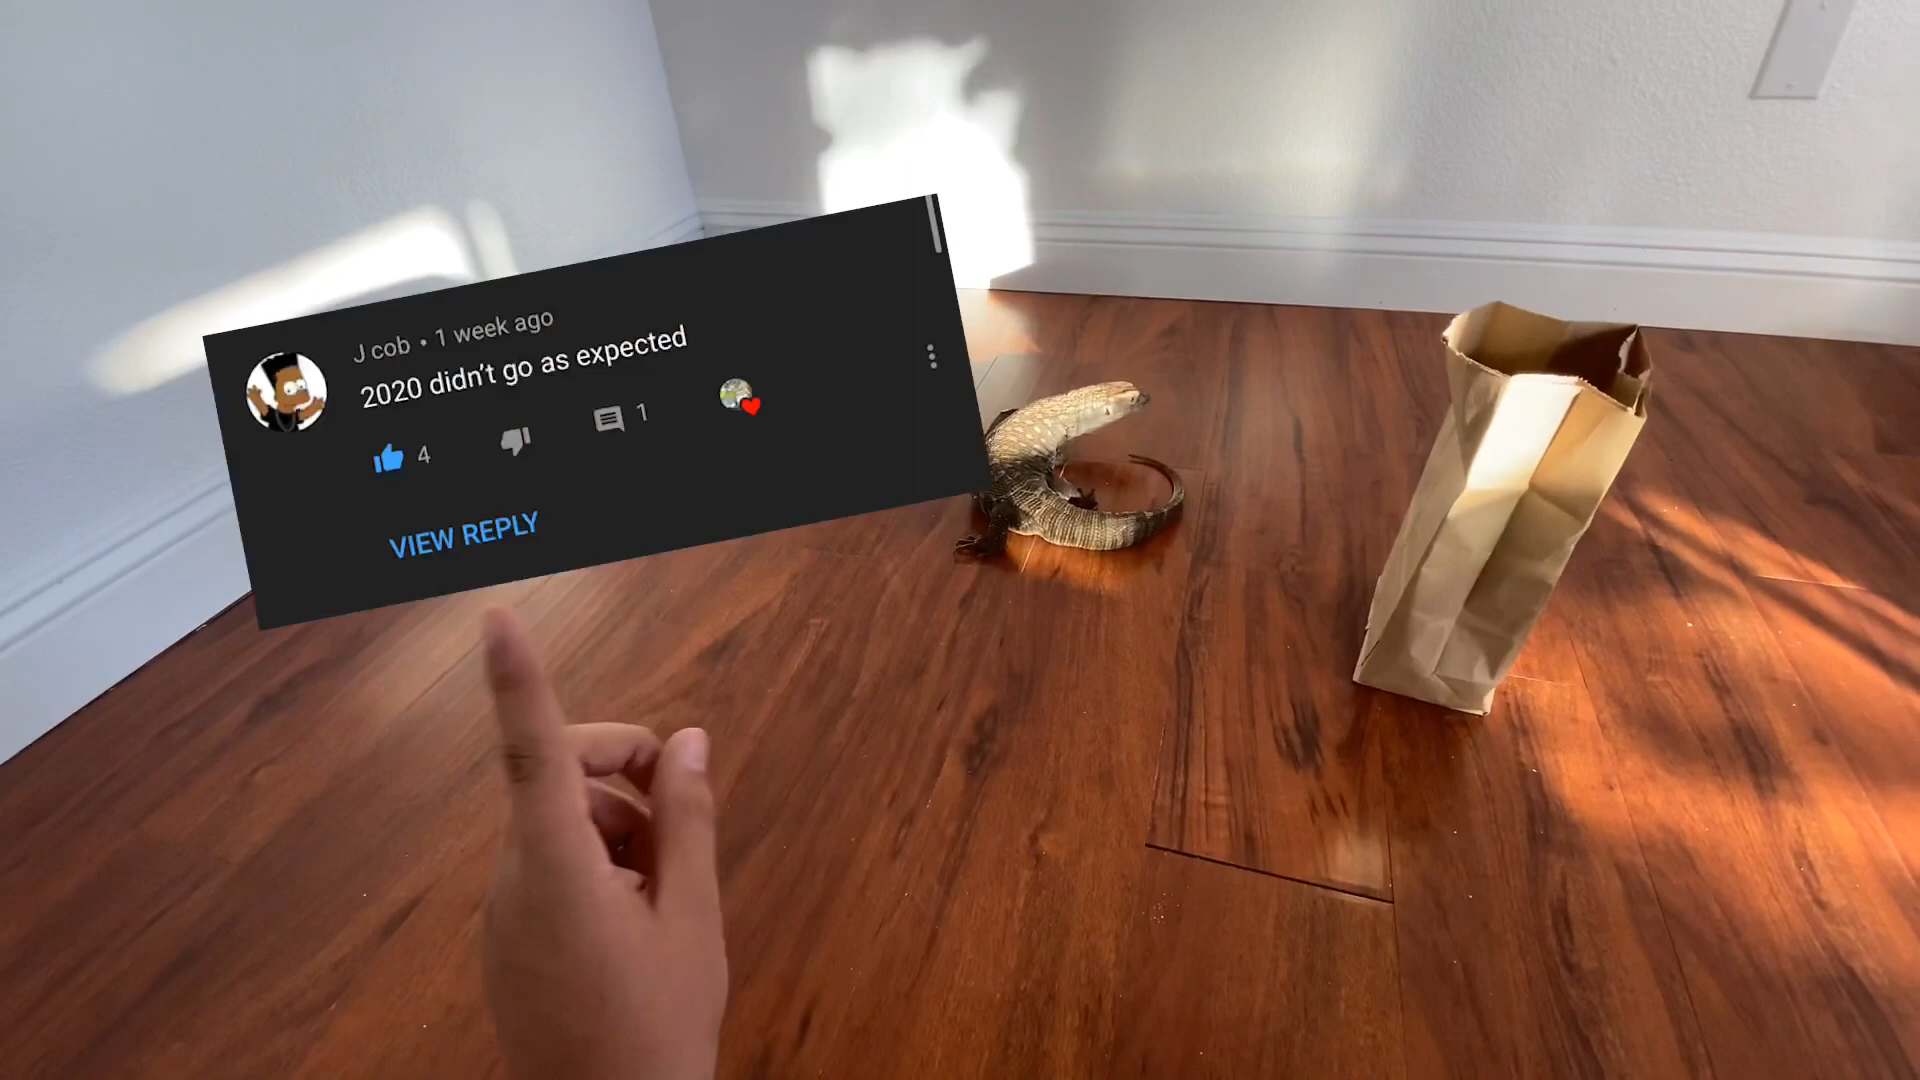 J cob • 1 week ago
2020 didn't go as expected
4
1
VIEW REPLY